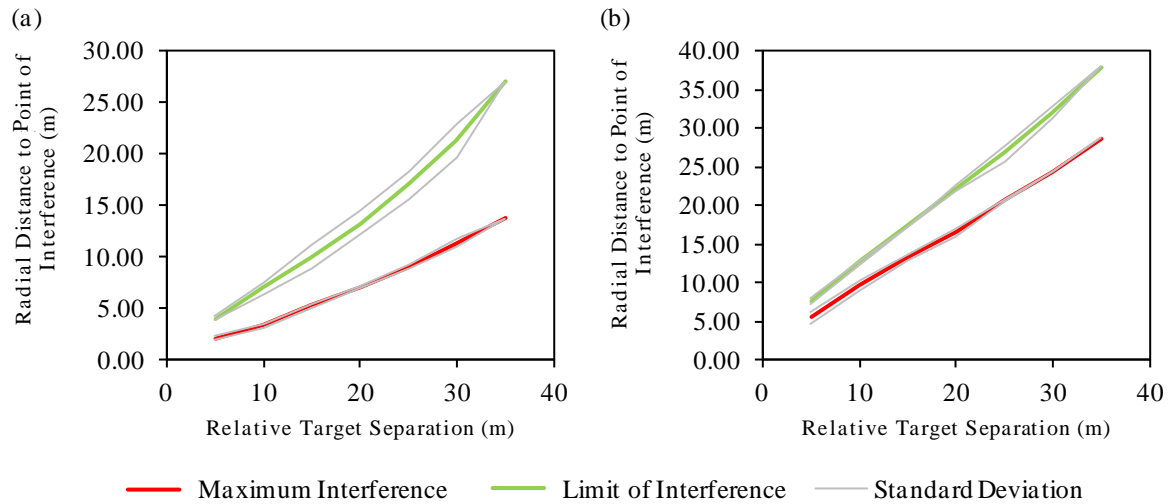 (a)
Radial Distance to Point of
Interference (m)
30.00
25.00
20.00
15.00
10.00
5.00
0.00
0
10
20
30
40
Relative Target Separation (m)
(b)
Radial Distance to Point of
Interference (m)
40.00
35.00
30.00
25.00
20.00
15.00
10.00
5.00
0.00
0
10
20
30
40
Relative Target Separation (m)
Maximum Interference
Limit of Interference
Standard Deviation